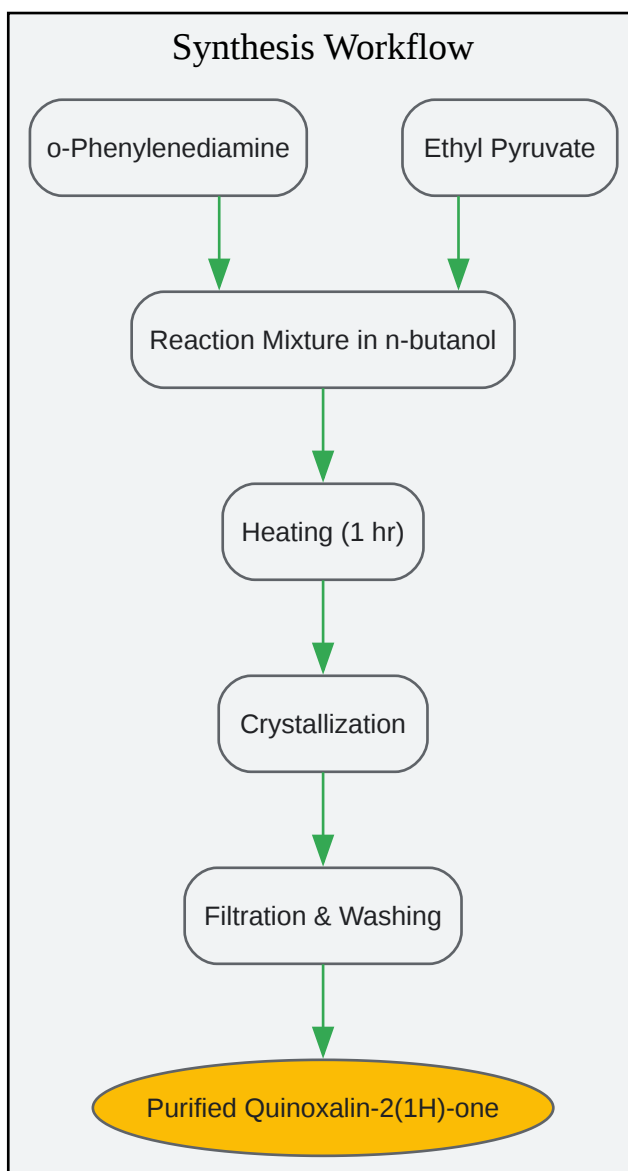 Synthesis Workflow
o-Phenylenediamine
Ethyl Pyruvate
Reaction Mixture in n-butanol
Heating (1 hr)
Crystallization
Filtration & Washing
Purified Quinoxalin-2(1H)-one